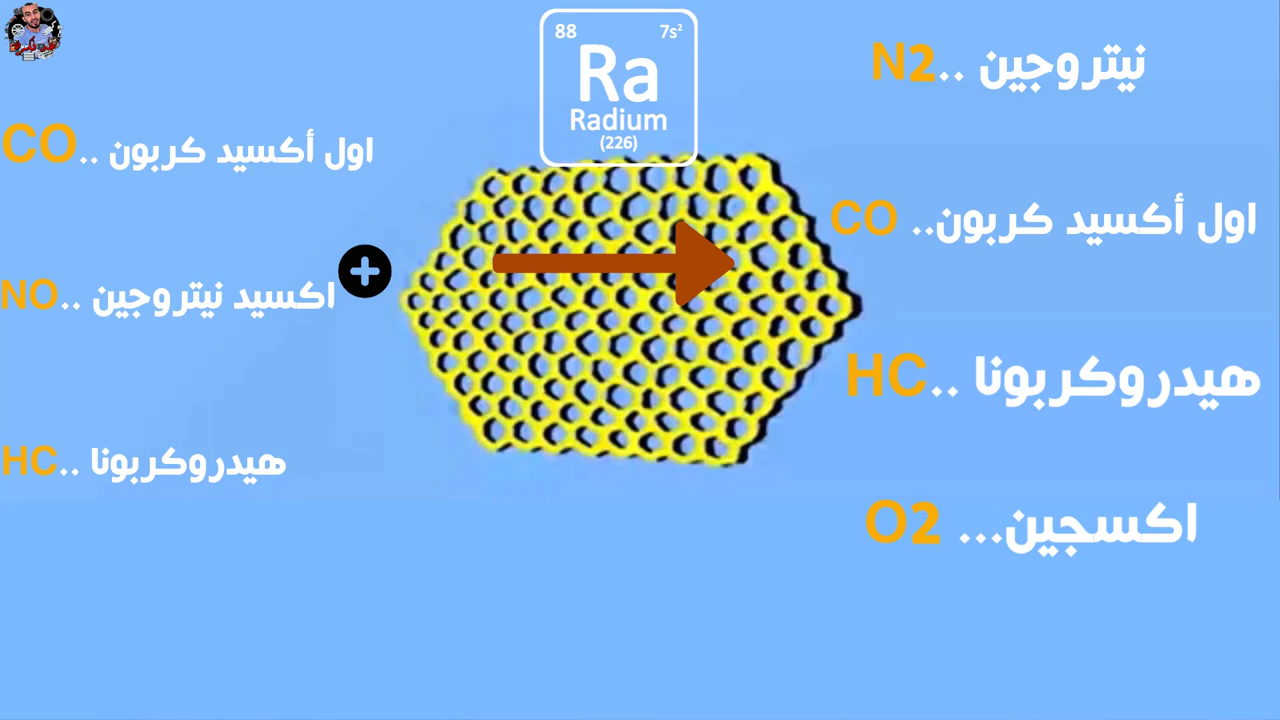 88 7s²
Ra
Radium
(226)
نيتروجين ..N2
اول أكسيد كربون.. CO
هيدروكربونا ..HC
اكسجين... O2
اول أكسيد كربون ..CO
اكسيد نيتروجين ..NO
هيدروكربونا ..HC